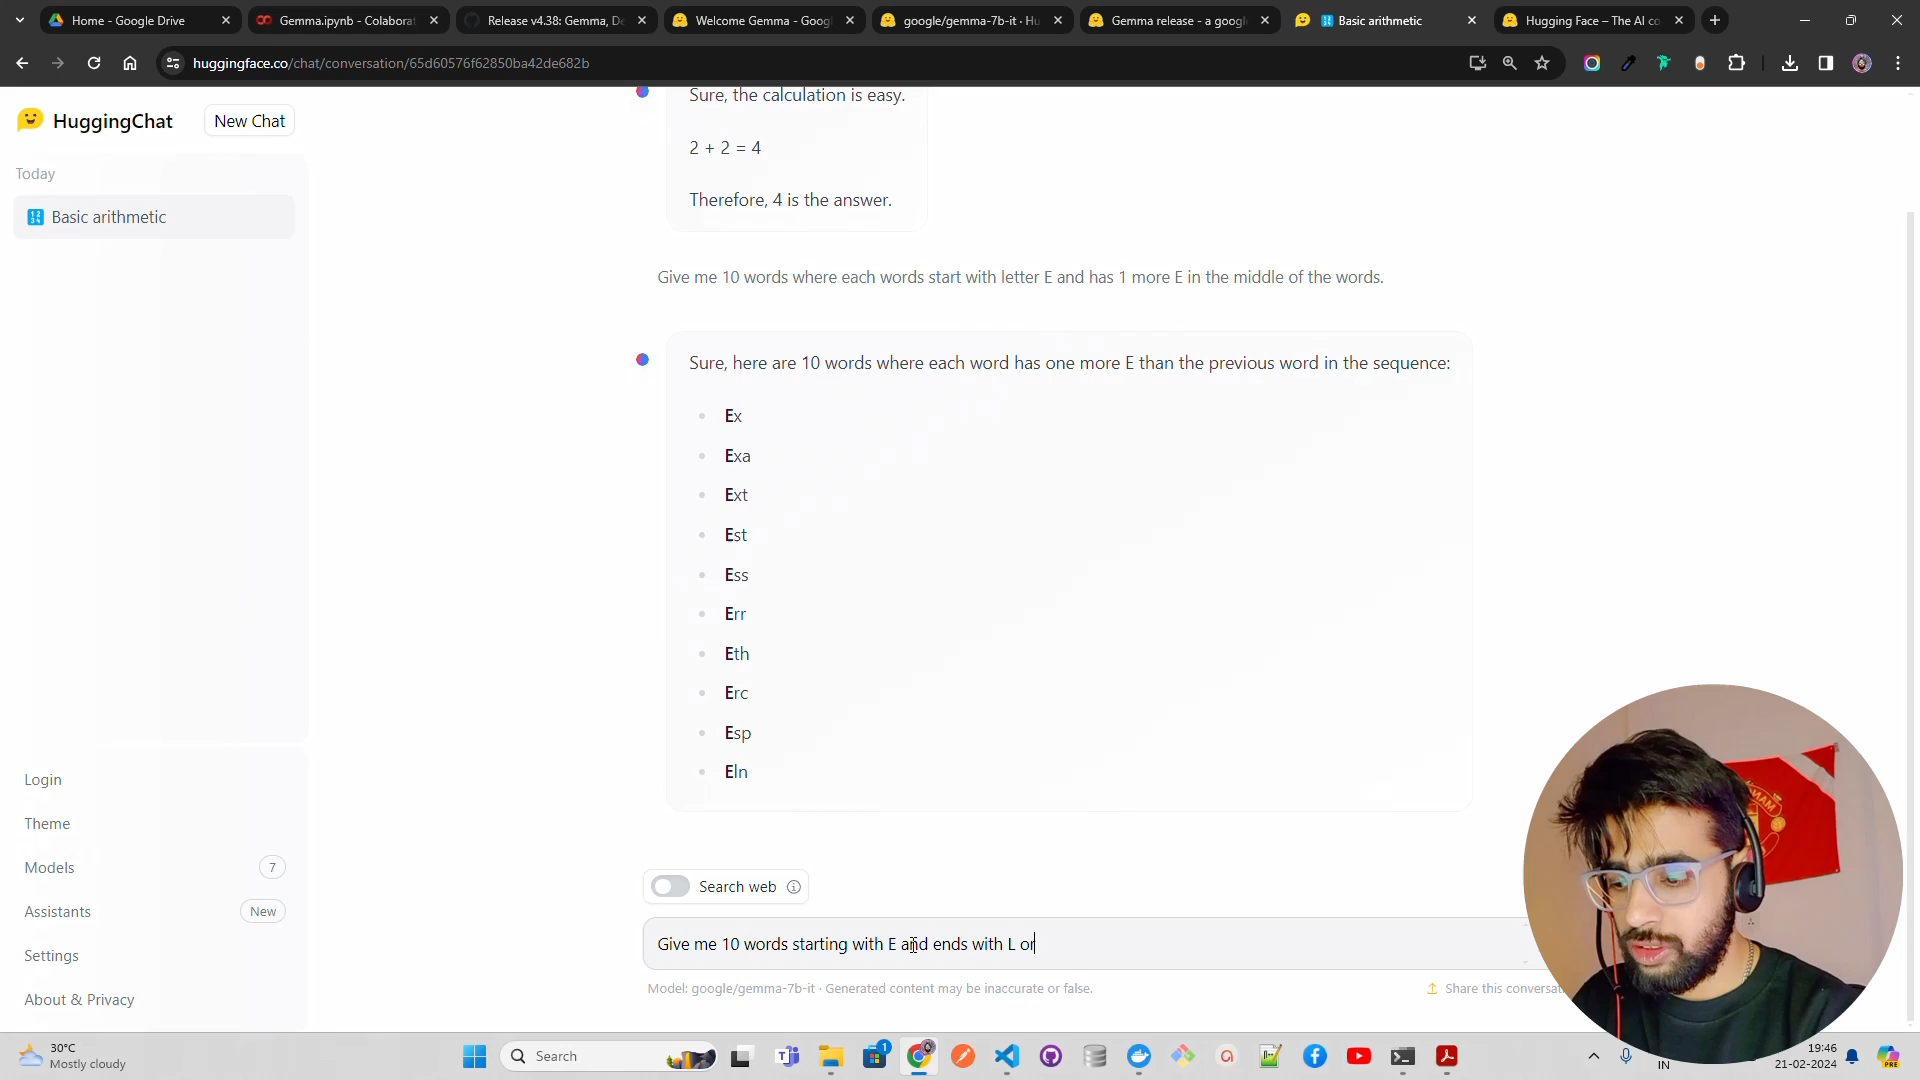 Home - Google Drive
Gemma.ipynb - Colaborat
Release v4.38: Gemma, De
Welcome Gemma - Goog
google/gemma-7b-it · Hu
Gemma release - a googl
Basic arithmetic
Hugging Face – The AI co
huggingface.co/chat/conversation/65d60576f62850ba42de682b
HuggingChat
New Chat
Today
Basic arithmetic
Sure, the calculation is easy.
2 + 2 = 4
Therefore, 4 is the answer.
Give me 10 words where each words start with letter E and has 1 more E in the middle of the words.
Sure, here are 10 words where each word has one more E than the previous word in the sequence:
Ex
Exa
Ext
Est
Ess
Err
Eth
Erc
Esp
Eln
Login
Theme
Models 7
Assistants New
Settings
About & Privacy
Search web
Give me 10 words starting with E and ends with L or
Model: google/gemma-7b-it · Generated content may be inaccurate or false.
Share this conversat
30°C
Mostly cloudy
Search
1
IN
19:46
21-02-2024
PRE